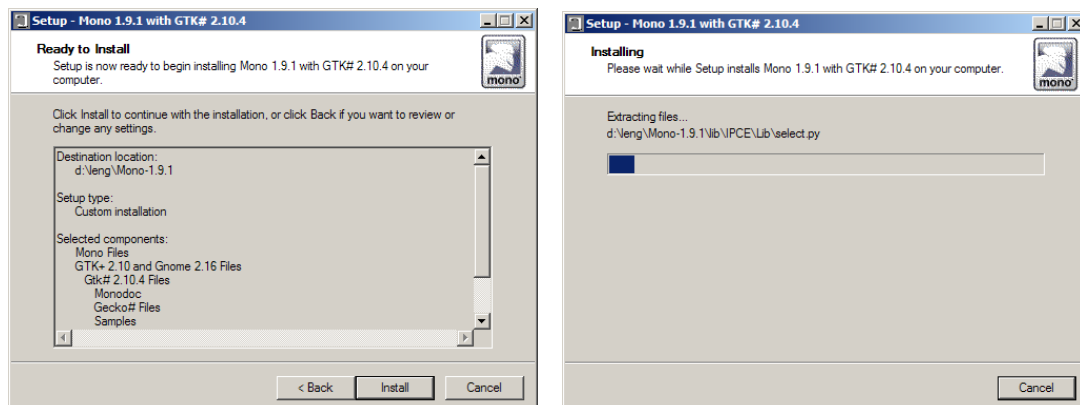 Setup - Mono 1.9.1 with GTK# 2.10.4
Ready to Install
Setup is now ready to begin installing Mono 1.9.1 with GTK# 2.10.4 on your
computer.
mono
Click Install to continue with the installation, or click Back if you want to review or
change any settings.
Destination location:
d:\leng\Mono-1.9.1
Setup type:
Custom installation
Selected components:
Mono Files
GTK+ 2.10 and Gnome 2.16 Files
Gtk# 2.10.4 Files
Monodoc
Gecko# Files
Samples
< Back
Install
Cancel
Setup - Mono 1.9.1 with GTK# 2.10.4
Installing
Please wait while Setup installs Mono 1.9.1 with GTK# 2.10.4 on your computer.
mono
Extracting files...
d:\leng\Mono-1.9.1\lib\IPCE\Lib\select.py
Cancel